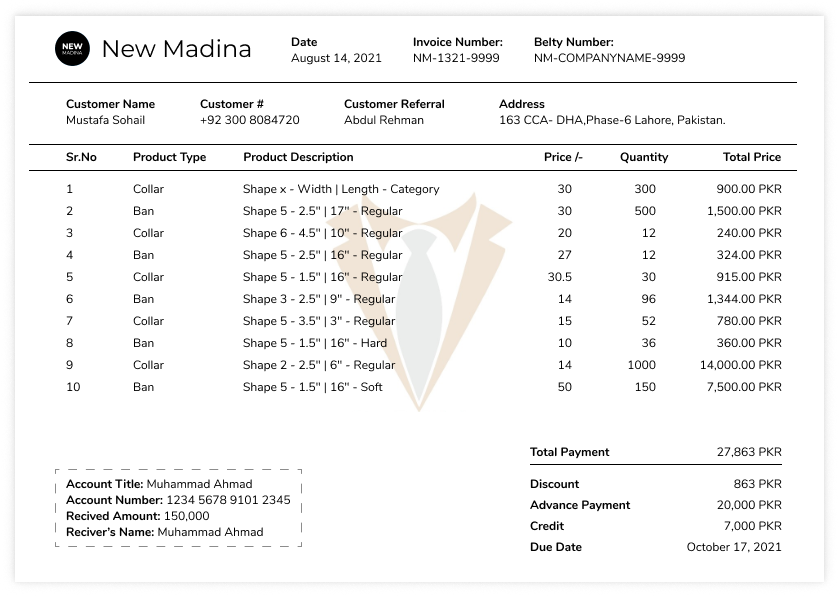 NEW
MADINA
New Madina
Date
August 14, 2021
Invoice Number:
NM-1321-9999
Belty Number:
NM-COMPANYNAME-9999
Customer Name
Mustafa Sohail
Customer #
+92 300 8084720
Customer Referral
Abdul Rehman
Address
163 CCA- DHA,Phase-6 Lahore, Pakistan.
Sr.No Product Type Product Description Price /- Quantity Total Price
1 Collar Shape x - Width | Length - Category 30 300 900.00 PKR
2 Ban Shape 5 - 2.5" | 17" - Regular 30 500 1,500.00 PKR
3 Collar Shape 6 - 4.5" | 10" - Regular 20 12 240.00 PKR
4 Ban Shape 5 - 2.5" | 16" - Regular 27 12 324.00 PKR
5 Collar Shape 5 - 1.5" | 16" - Regular 30.5 30 915.00 PKR
6 Ban Shape 3 - 2.5" | 9" - Regular 14 96 1,344.00 PKR
7 Collar Shape 5 - 3.5" | 3" - Regular 15 52 780.00 PKR
8 Ban Shape 5 - 1.5" | 16" - Hard 10 36 360.00 PKR
9 Collar Shape 2 - 2.5" | 6" - Regular 14 1000 14,000.00 PKR
10 Ban Shape 5 - 1.5" | 16" - Soft 50 150 7,500.00 PKR
Total Payment 27,863 PKR
Discount 863 PKR
Advance Payment 20,000 PKR
Credit 7,000 PKR
Due Date October 17, 2021
Account Title: Muhammad Ahmad
Account Number: 1234 5678 9101 2345
Recived Amount: 150,000
Reciver's Name: Muhammad Ahmad